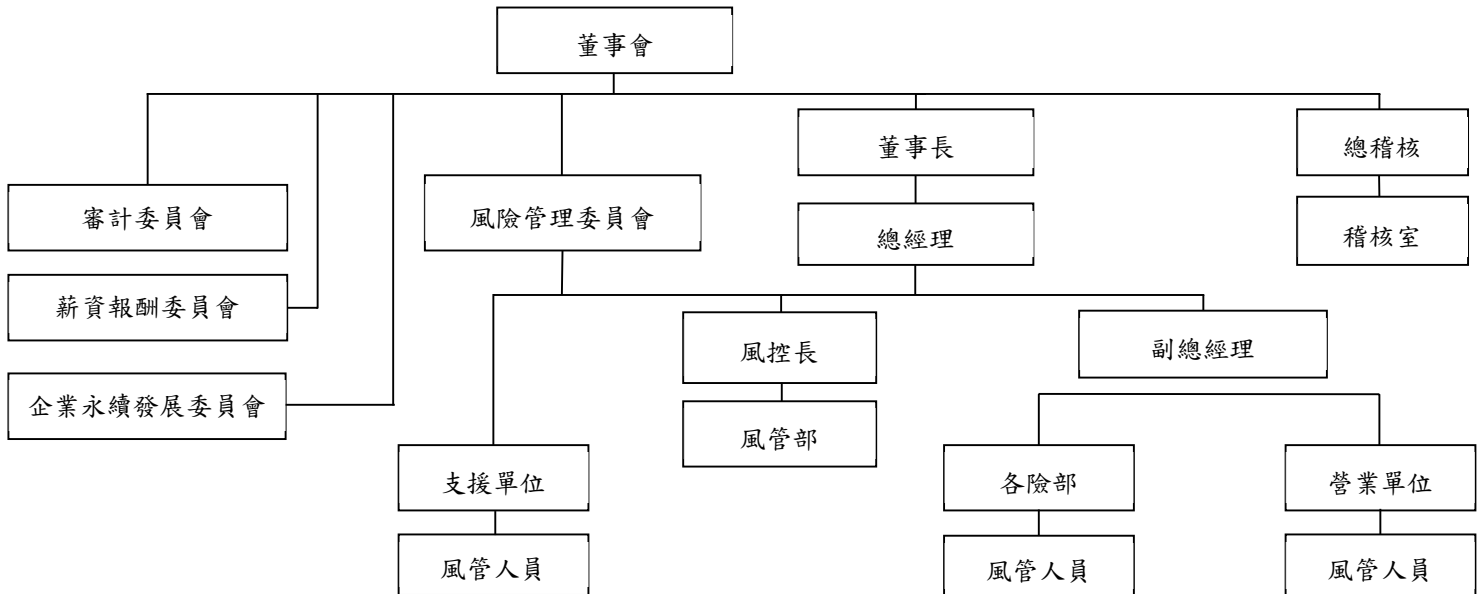 董事會
董事長
總稽核
審計委員會
風險管理委員會
總經理
稽核室
薪資報酬委員會
風控長
副總經理
企業永續發展委員會
風管部
支援單位
各險部
營業單位
風管人員
風管人員
風管人員